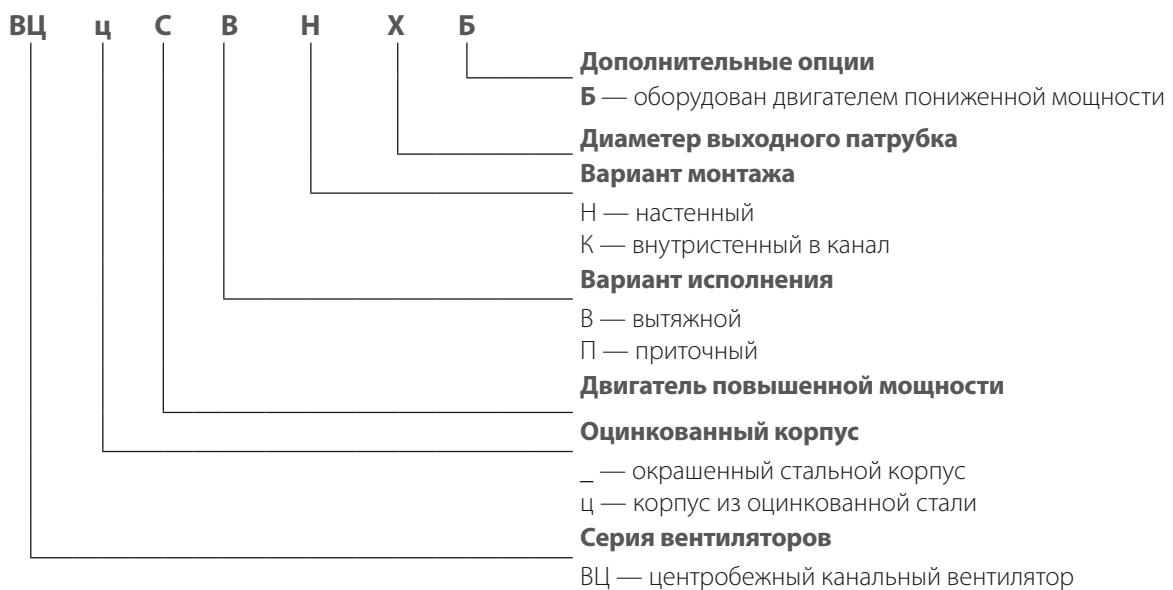 ВЦ ц С В Н Х Б
Дополнительные опции
Б — оборудован двигателем пониженной мощности
Диаметер выходного патрубка
Вариант монтажа
Н — настенный
К — внутристенный в канал
Вариант исполнения
В — вытяжной
П — приточный
Двигатель повышенной мощности
Оцинкованный корпус
_ — окрашенный стальной корпус
ц — корпус из оцинкованной стали
Серия вентиляторов
ВЦ — центробежный канальный вентилятор